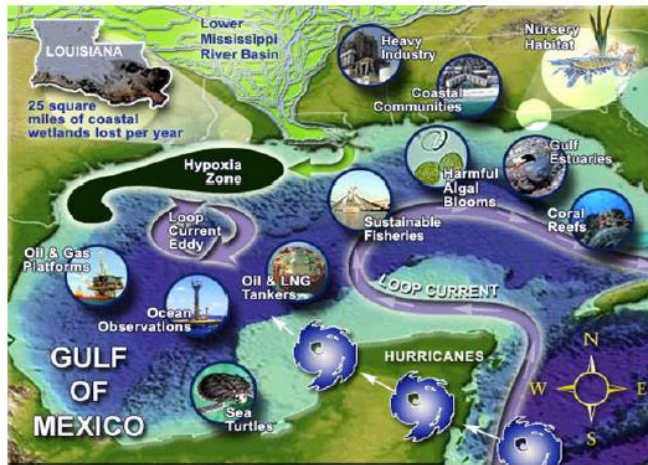 LOUISIANA
25 square
miles of coastal
wetlands lost per year
Lower
Mississippi
River Basin
Heavy
Industry
Coastal
Communities
Nursery
Habitat
Hypoxia
Zone
Harmful
Algal
Blooms
Gulf
Estuaries
Coral
Reefs
Sustainable
Fisheries
Loop
Current
Eddy
Oil & Gas
Platforms
Oil & LNG
Tankers
Ocean
Observations
LOOP CURRENT
GULF
OF
MEXICO
Sea
Turtles
HURRICANES
N
W
E
S